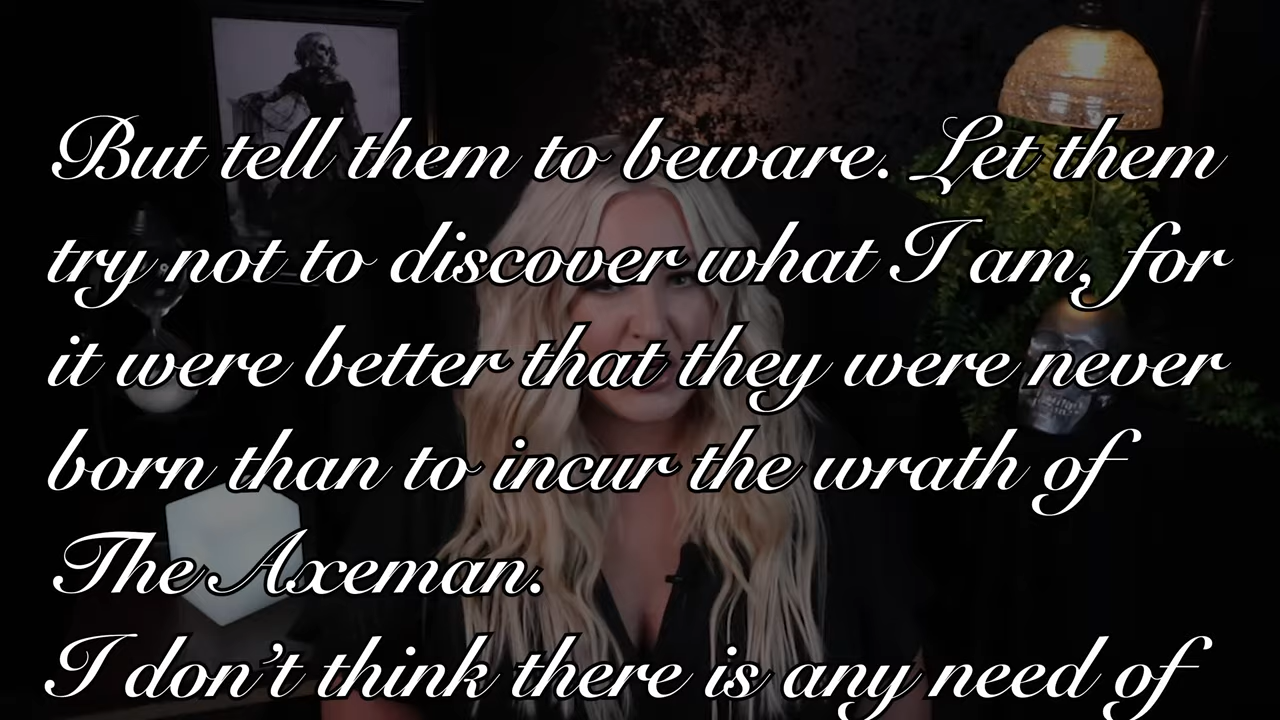 But tell them to beware. Let them
try not to discover what I am, for
it were better that they were never
born than to incur the wrath of
The Axeman.
I don't think there is any need of